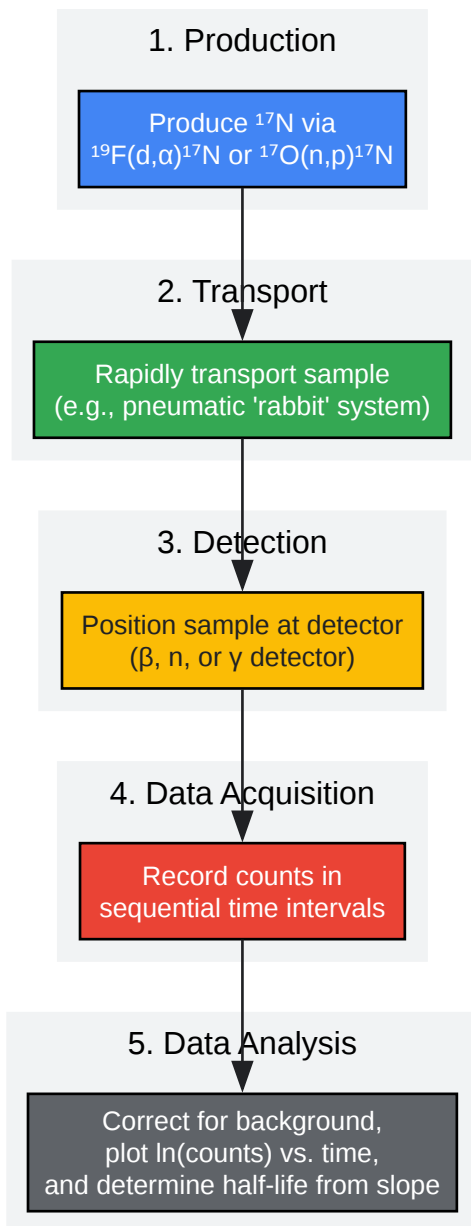 1. Production
Produce ¹⁷N via
¹⁹F(d,α)¹⁷N or ¹⁷O(n,p)¹⁷N
2. Transport
Rapidly transport sample
(e.g., pneumatic 'rabbit' system)
3. Detection
Position sample at detector
(β, n, or γ detector)
4. Data Acquisition
Record counts in
sequential time intervals
5. Data Analysis
Correct for background,
plot ln(counts) vs. time,
and determine half-life from slope